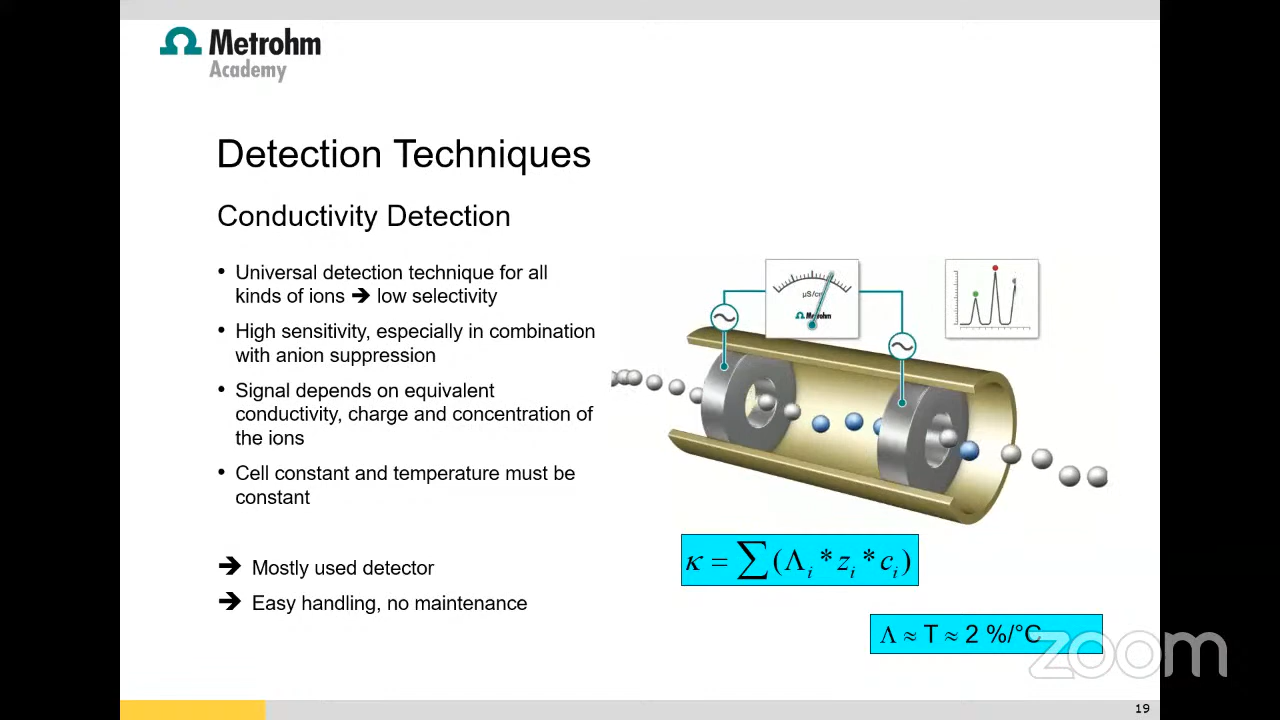 Metrohm
Academy
Detection Techniques
Conductivity Detection
• Universal detection technique for all
kinds of ions ➔ low selectivity
• High sensitivity, especially in combination
with anion suppression
• Signal depends on equivalent
conductivity, charge and concentration of
the ions
• Cell constant and temperature must be
constant
➔ Mostly used detector
➔ Easy handling, no maintenance
µS/cm
Metrohm
κ = ∑(Λi * zi * ci)
Λ ≈ T ≈ 2 %/°C
zoom
19